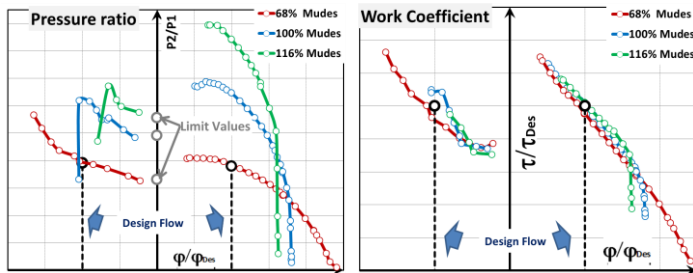 Pressure ratio
P2/P1
68% Mudes
100% Mudes
116% Mudes
Limit Values
Design Flow
φ/φDes
Work Coefficient
68% Mudes
100% Mudes
116% Mudes
τ/τDes
Design Flow
φ/φDes